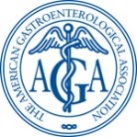 THE AMERICAN GASTROENTEROLOGICAL ASSOCIATION
AGA